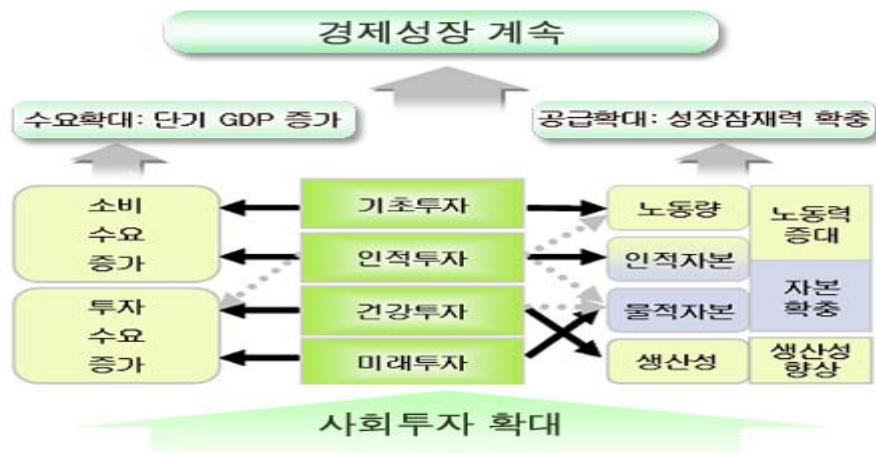 경제성장 계속
수요확대: 단기 GDP 증가
공급확대: 성장잠재력 확충
소비
수요
증가
투자
수요
증가
기초투자
인적투자
건강투자
미래투자
노동량
인적자본
물적자본
생산성
노동력
증대
자본
확충
생산성
향상
사회투자 확대